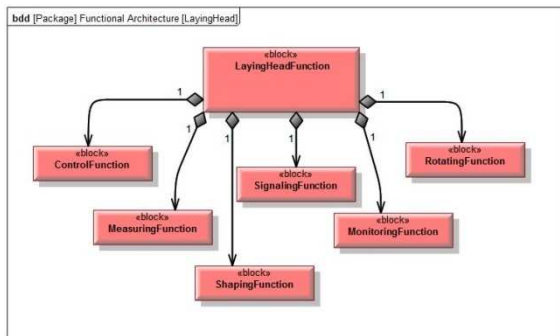 bdd [Package] Functional Architecture [LayingHead]
«block»
LayingHeadFunction
1
1
1
1
1
1
«block»
ControlFunction
«block»
RotatingFunction
«block»
SignalingFunction
«block»
MeasuringFunction
«block»
MonitoringFunction
«block»
ShapingFunction